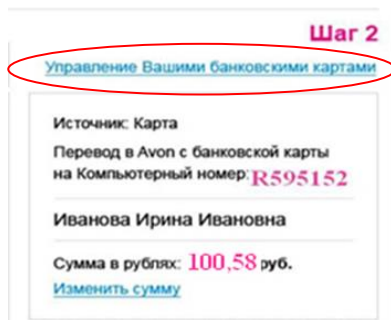 Шаг 2
Управление Вашими банковскими картами
Источник: Карта
Перевод в Avon с банковской карты
на Компьютерный номер: R595152
Иванова Ирина Ивановна
Сумма в рублях: 100,58 руб.
Изменить сумму